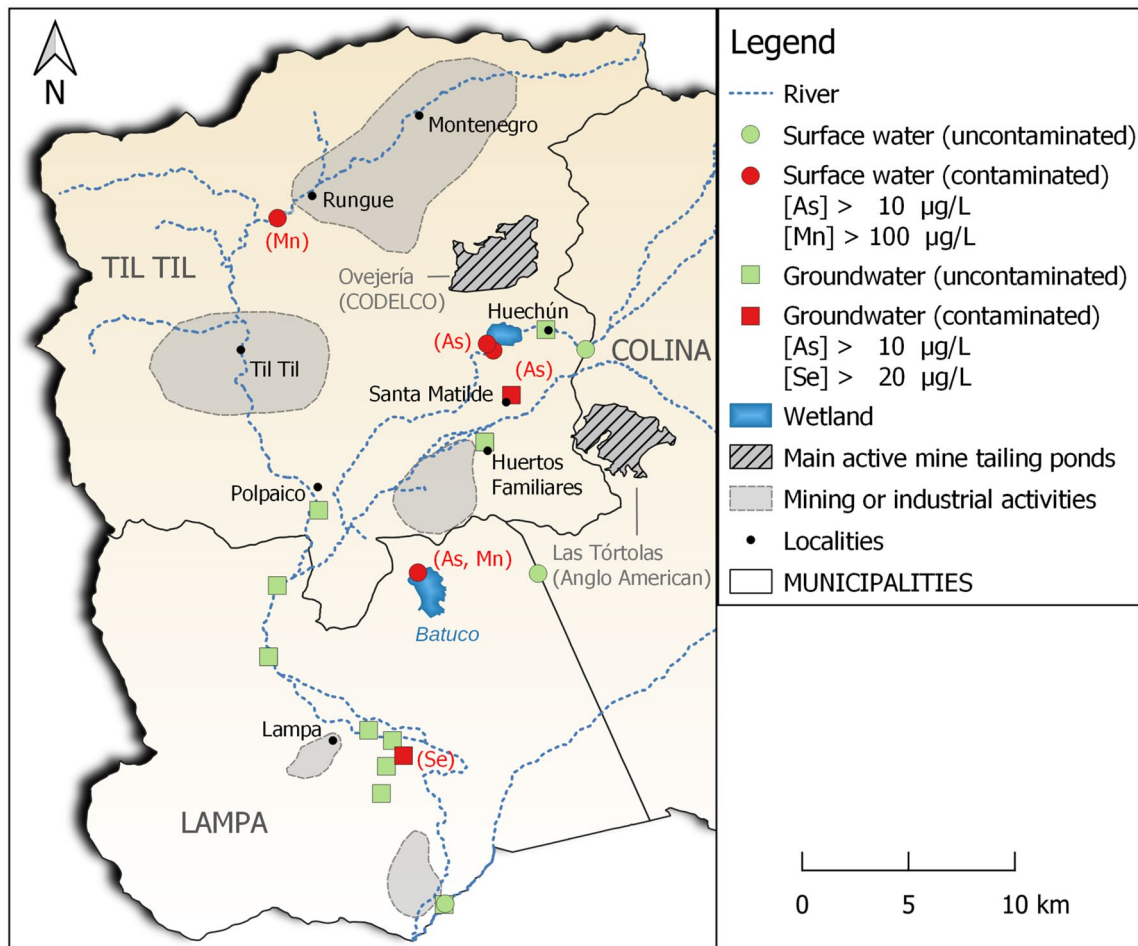 N
Montenegro
Rungue
(Mn)
TIL TIL
Ovejería
(CODELCO)
Huechún
(As)
COLINA
Til Til
(As)
Santa Matilde
Huertos
Familiares
Polpaico
Las Tórtolas
(Anglo American)
(As, Mn)
Batuco
Lampa
(Se)
LAMPA
Legend
River
Surface water (uncontaminated)
Surface water (contaminated)
[As] > 10 µg/L
[Mn] > 100 µg/L
Groundwater (uncontaminated)
Groundwater (contaminated)
[As] > 10 µg/L
[Se] > 20 µg/L
Wetland
Main active mine tailing ponds
Mining or industrial activities
Localities
MUNICIPALITIES
0 5 10 km